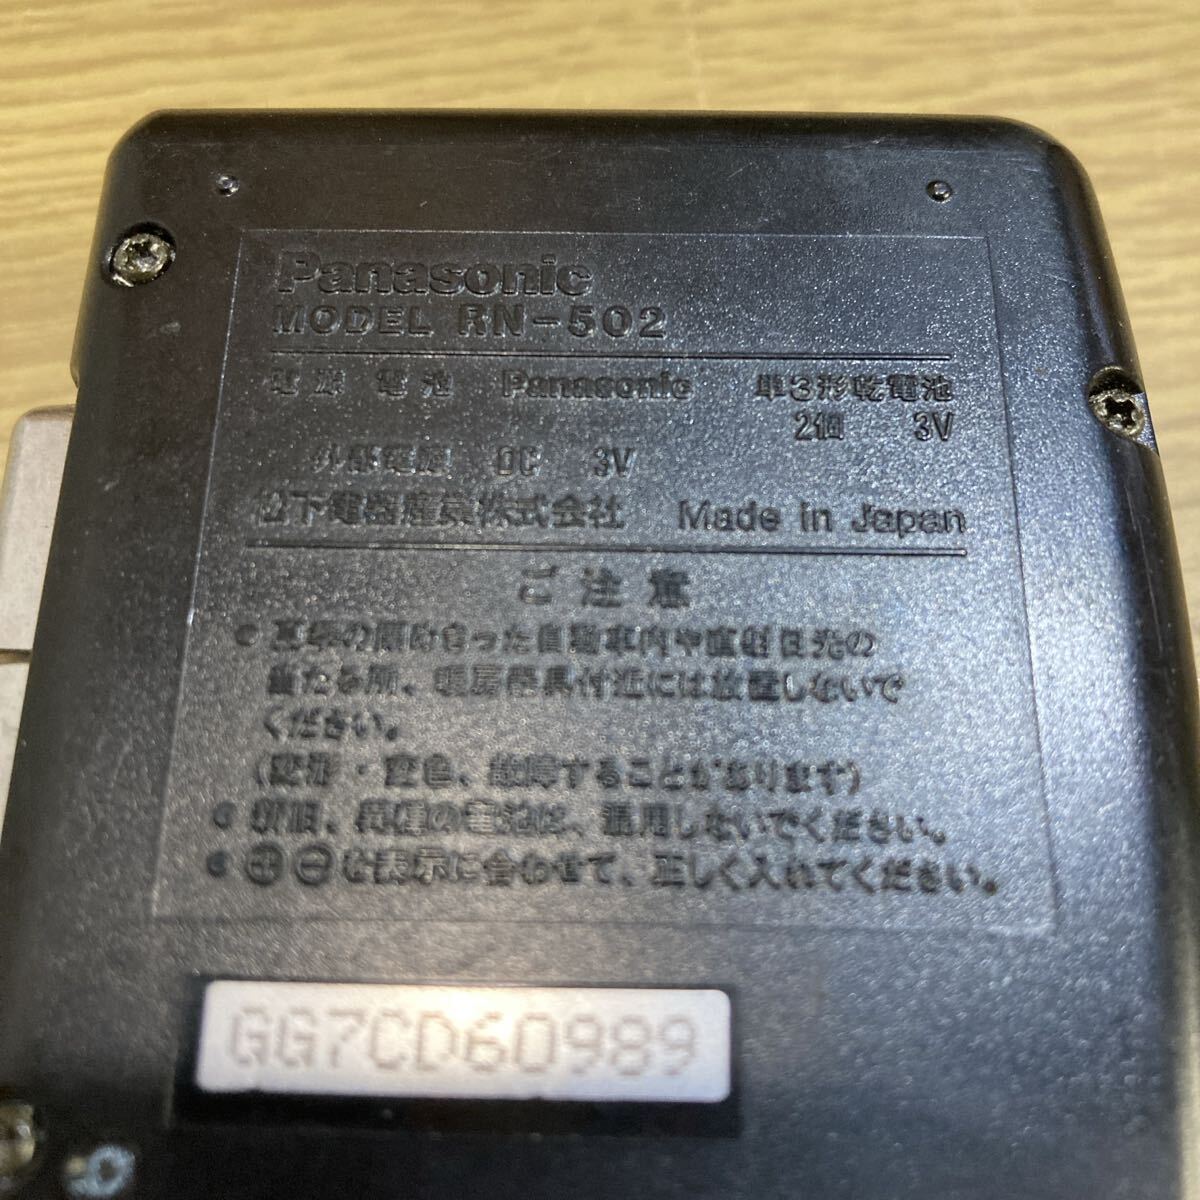 Panasonic
MODEL RN-502
電源 電池 Panasonic 単3形乾電池
2個 3V
外部電源 DC 3V
松下電器産業株式会社 Made in Japan
ご注意
● 真夏の閉めきった自動車内や直射日光の
当たる所、暖房器具付近には放置しないで
ください。
(変形・変色、故障することがあります)
● 新旧、異種の電池は、混用しないでください。
● ⊕⊖を表示に合わせて、正しく入れてください。
GG7CD60989